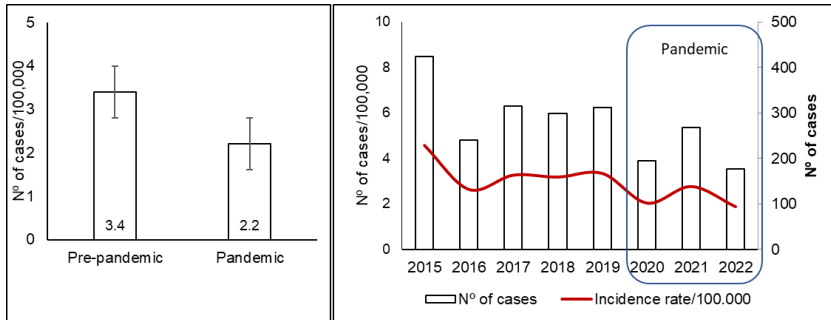 5
4
3
2
1
0
Nº of cases/100,000
3.4
2.2
Pre-pandemic
Pandemic
10
8
6
4
2
0
Nº of cases/100,000
Pandemic
500
400
300
200
100
0
Nº of cases
2015 2016 2017 2018 2019 2020 2021 2022
Nº of cases
Incidence rate/100.000